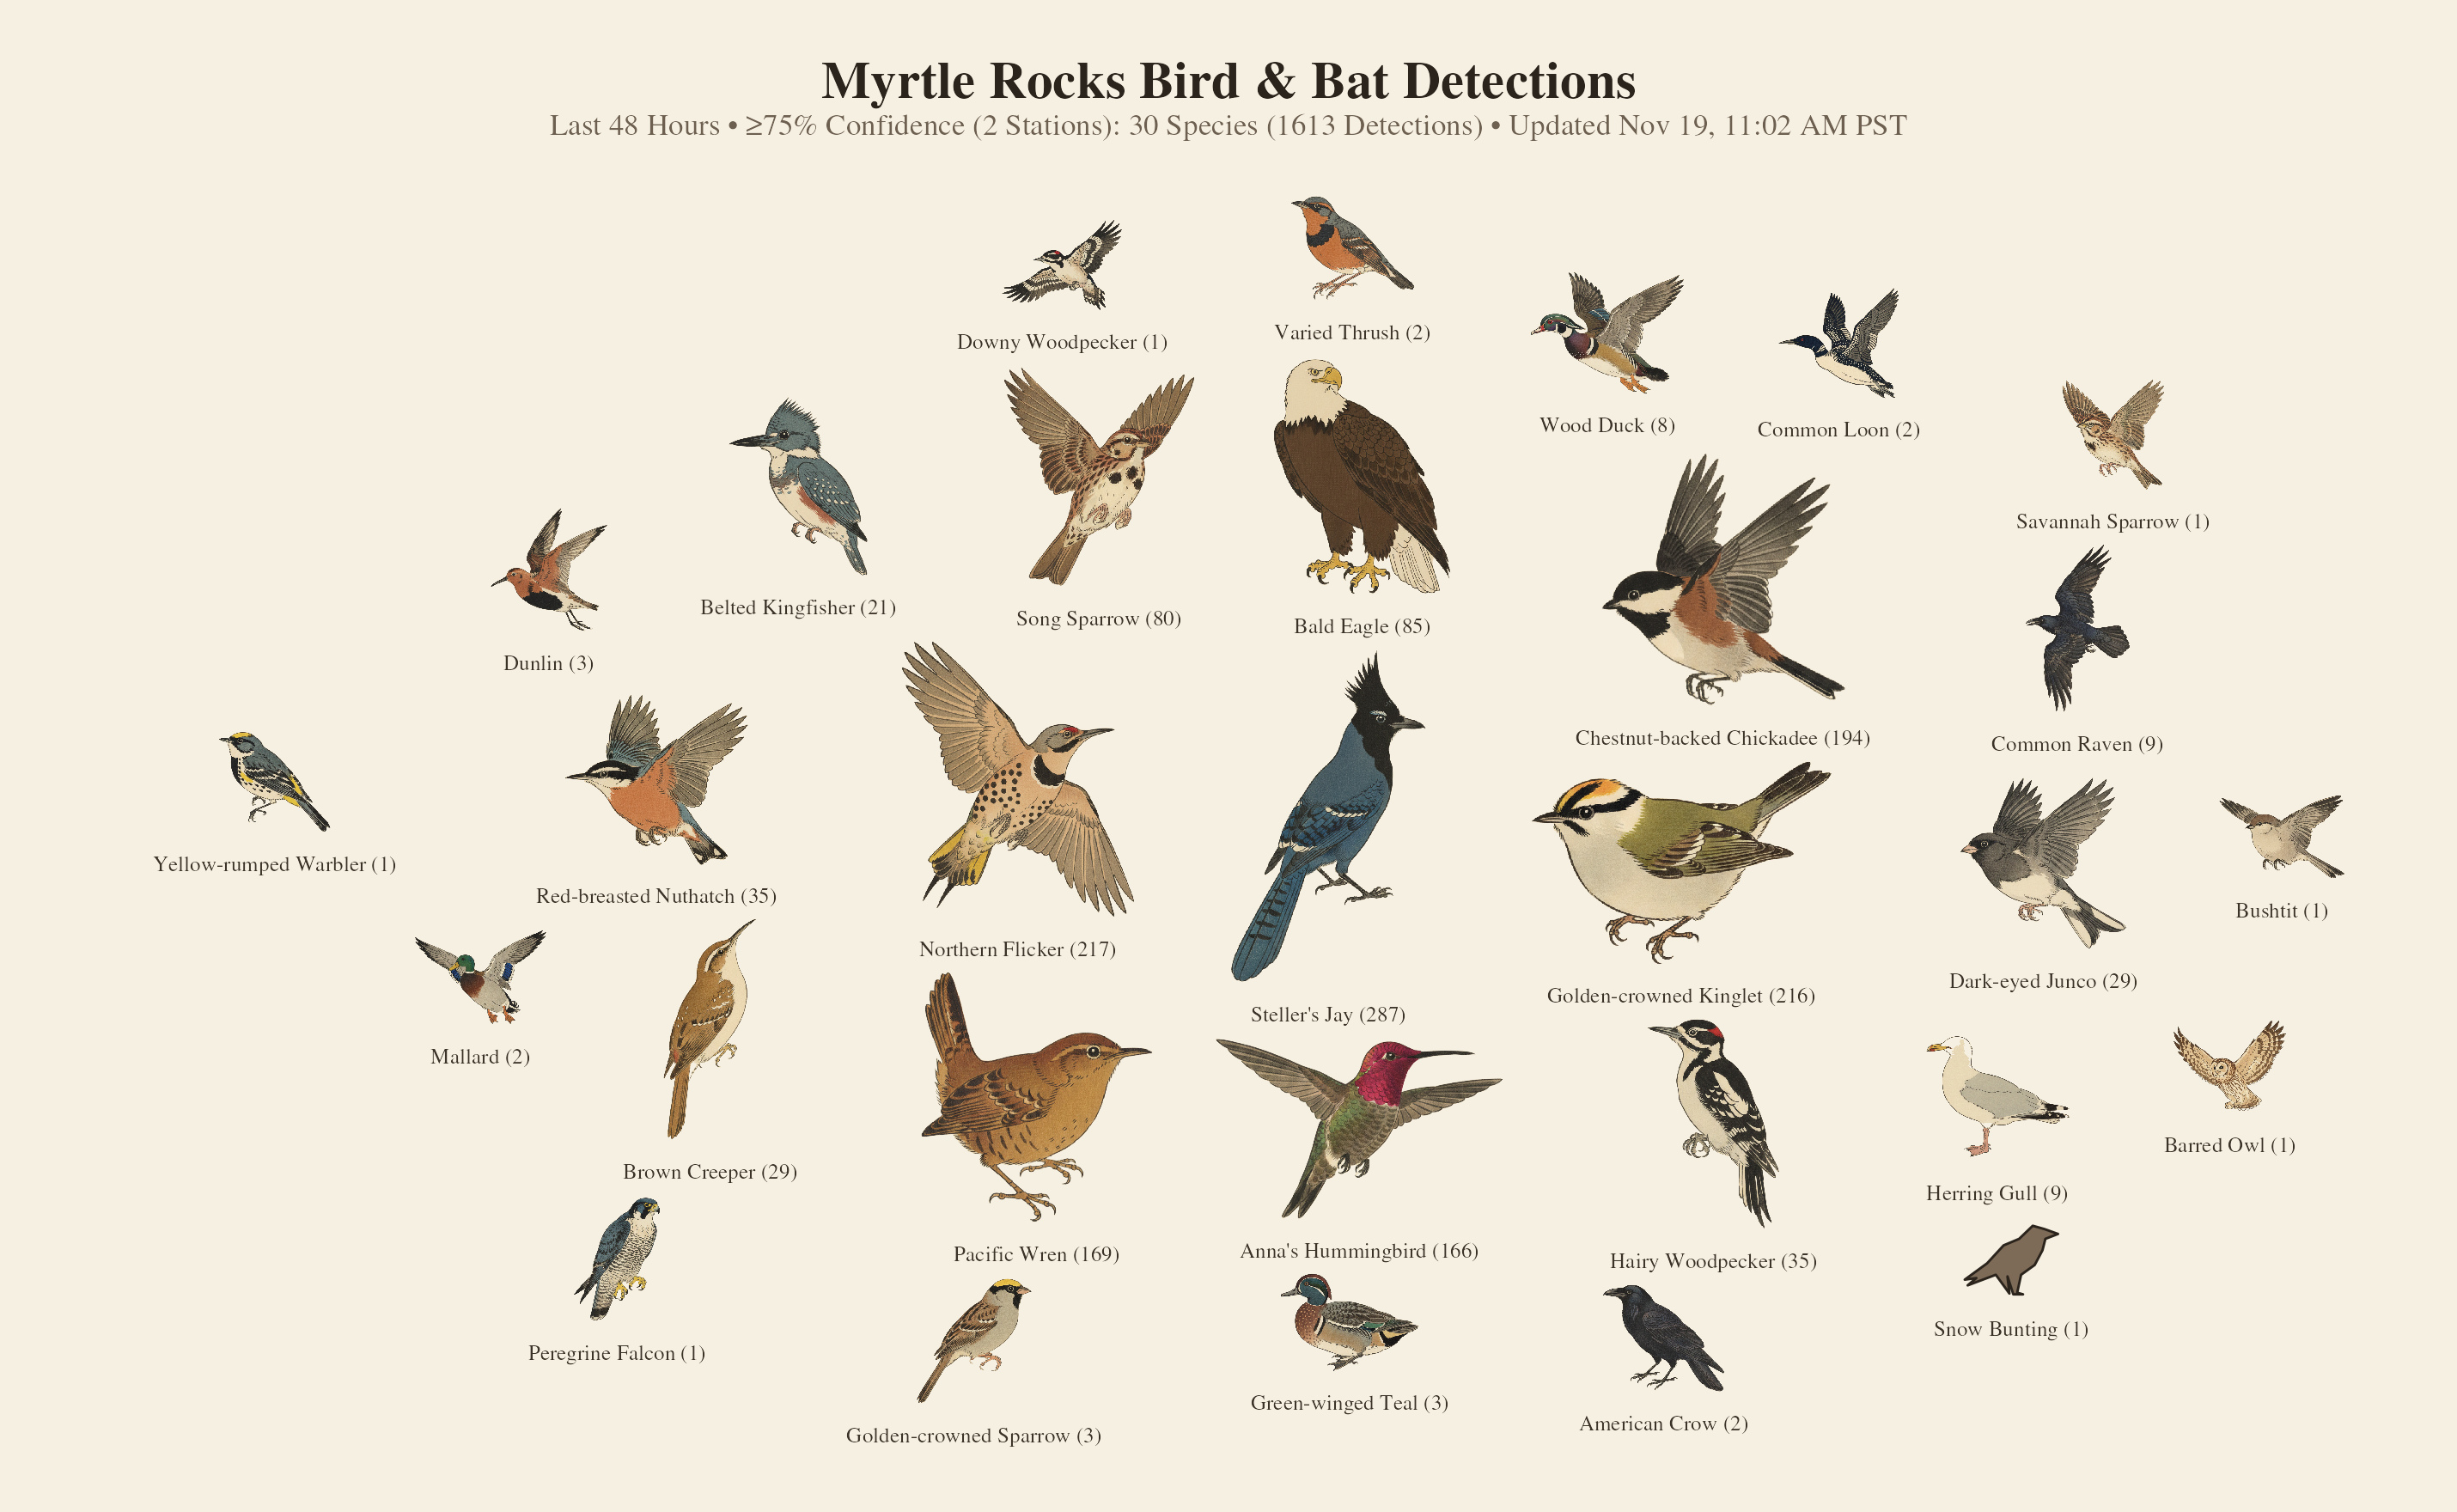 Myrtle Rocks Bird & Bat Detections
Last 48 Hours • ≥75% Confidence (2 Stations): 30 Species (1613 Detections) • Updated Nov 19, 11:02 AM PST
Downy Woodpecker (1)
Varied Thrush (2)
Wood Duck (8)
Common Loon (2)
Savannah Sparrow (1)
Belted Kingfisher (21)
Song Sparrow (80)
Bald Eagle (85)
Dunlin (3)
Chestnut-backed Chickadee (194)
Common Raven (9)
Yellow-rumped Warbler (1)
Red-breasted Nuthatch (35)
Northern Flicker (217)
Steller's Jay (287)
Golden-crowned Kinglet (216)
Dark-eyed Junco (29)
Bushtit (1)
Mallard (2)
Brown Creeper (29)
Pacific Wren (169)
Anna's Hummingbird (166)
Hairy Woodpecker (35)
Herring Gull (9)
Barred Owl (1)
Peregrine Falcon (1)
Golden-crowned Sparrow (3)
Green-winged Teal (3)
American Crow (2)
Snow Bunting (1)